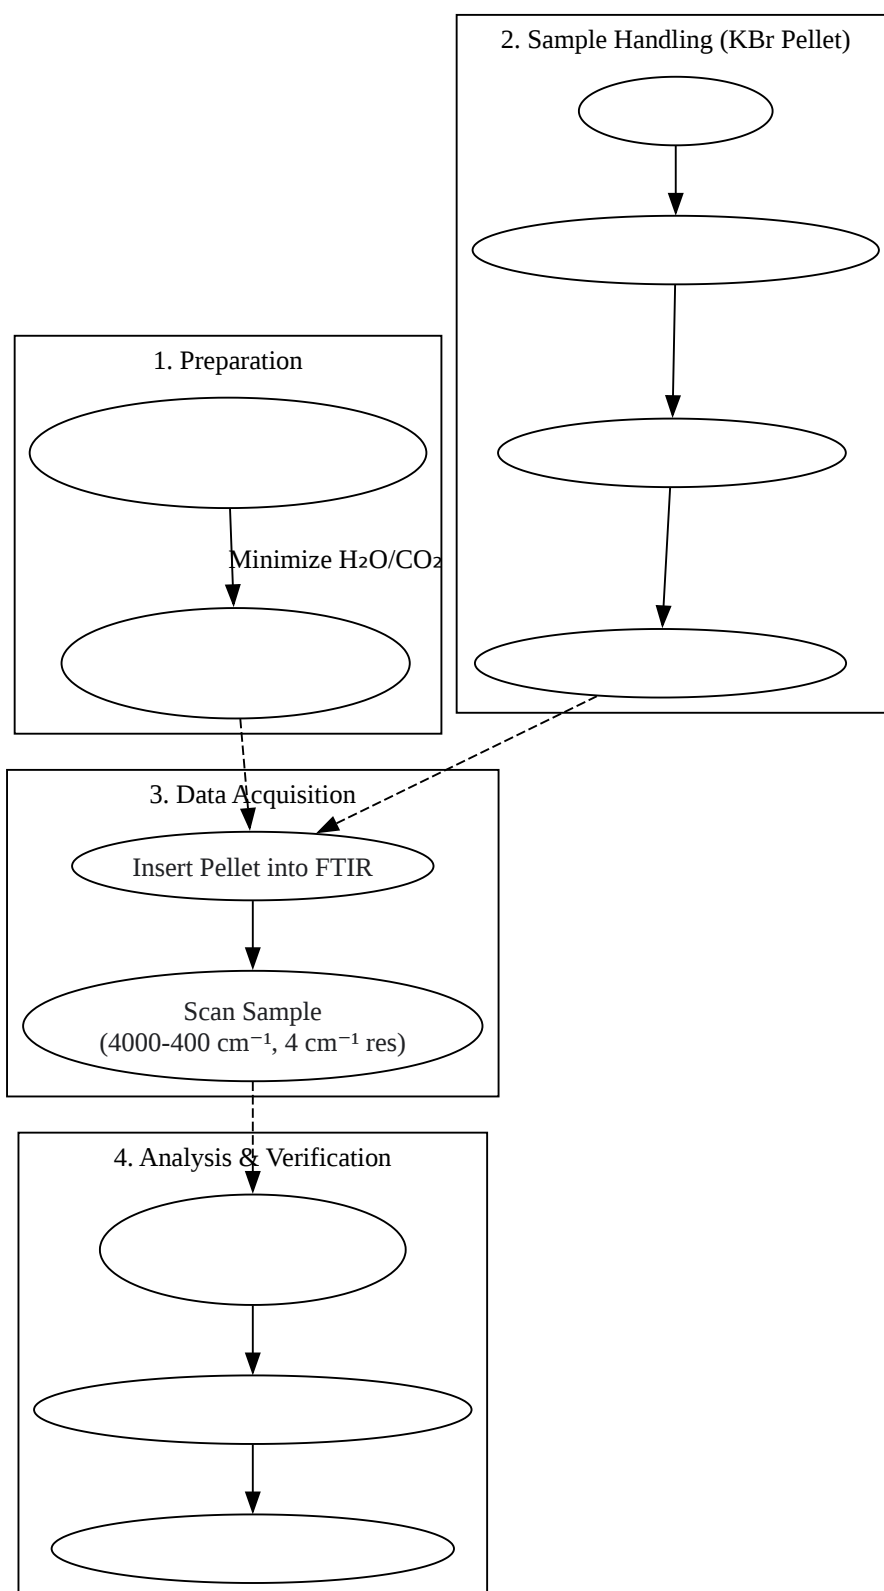 2. Sample Handling (KBr Pellet)
1. Preparation
Minimize H₂O/CO₂
3. Data Acquisition
Insert Pellet into FTIR
Scan Sample
(4000-400 cm⁻¹, 4 cm⁻¹ res)
4. Analysis & Verification